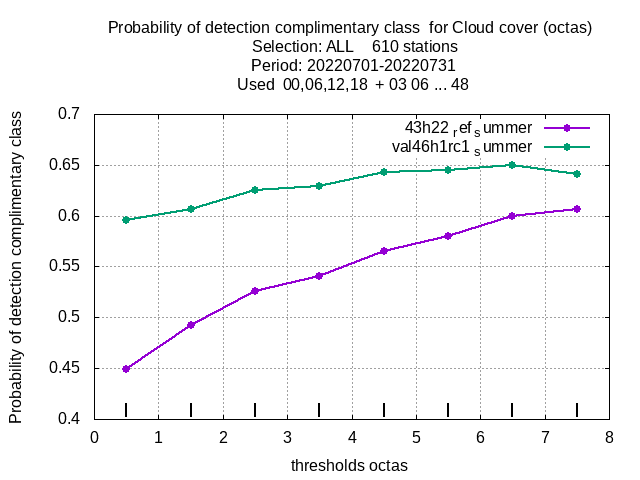 Probability of detection complimentary class  for Cloud cover (octas)
Selection: ALL    610 stations
Period: 20220701-20220731
Used  00,06,12,18  + 03 06 ... 48
Probability of detection complimentary class
0.7
0.65
0.6
0.55
0.5
0.45
0.4
43h22 ref summer
val46h1rc1 summer
0 1 2 3 4 5 6 7 8
thresholds octas